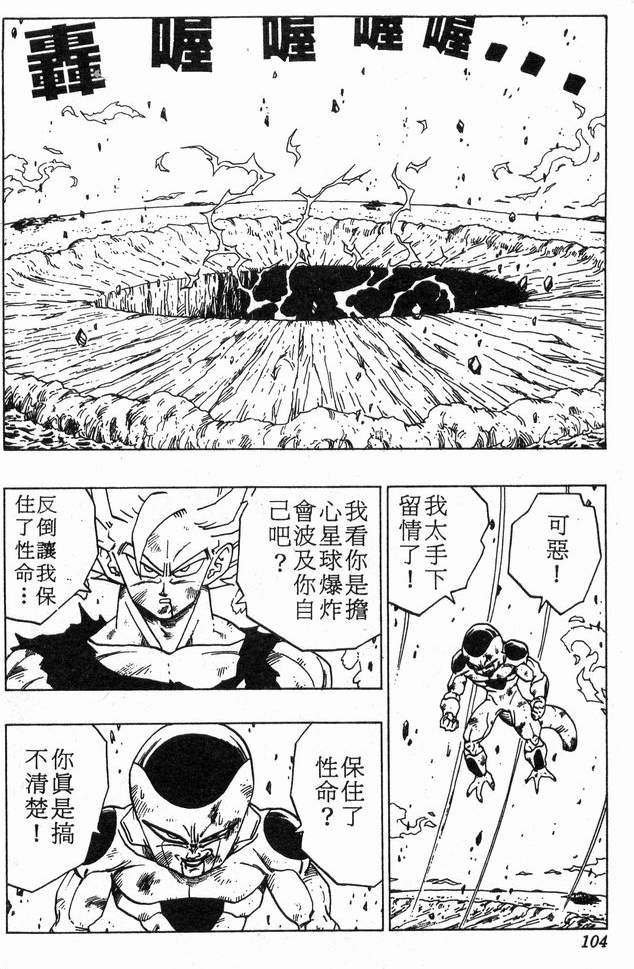 轟喔喔喔喔...
可惡！
我太手下
留情了！
我看你是擔
心星球爆炸
會波及你自
己吧？
反倒讓我保
住了性命…
保住了
性命？
你眞是搞
不清楚！
104